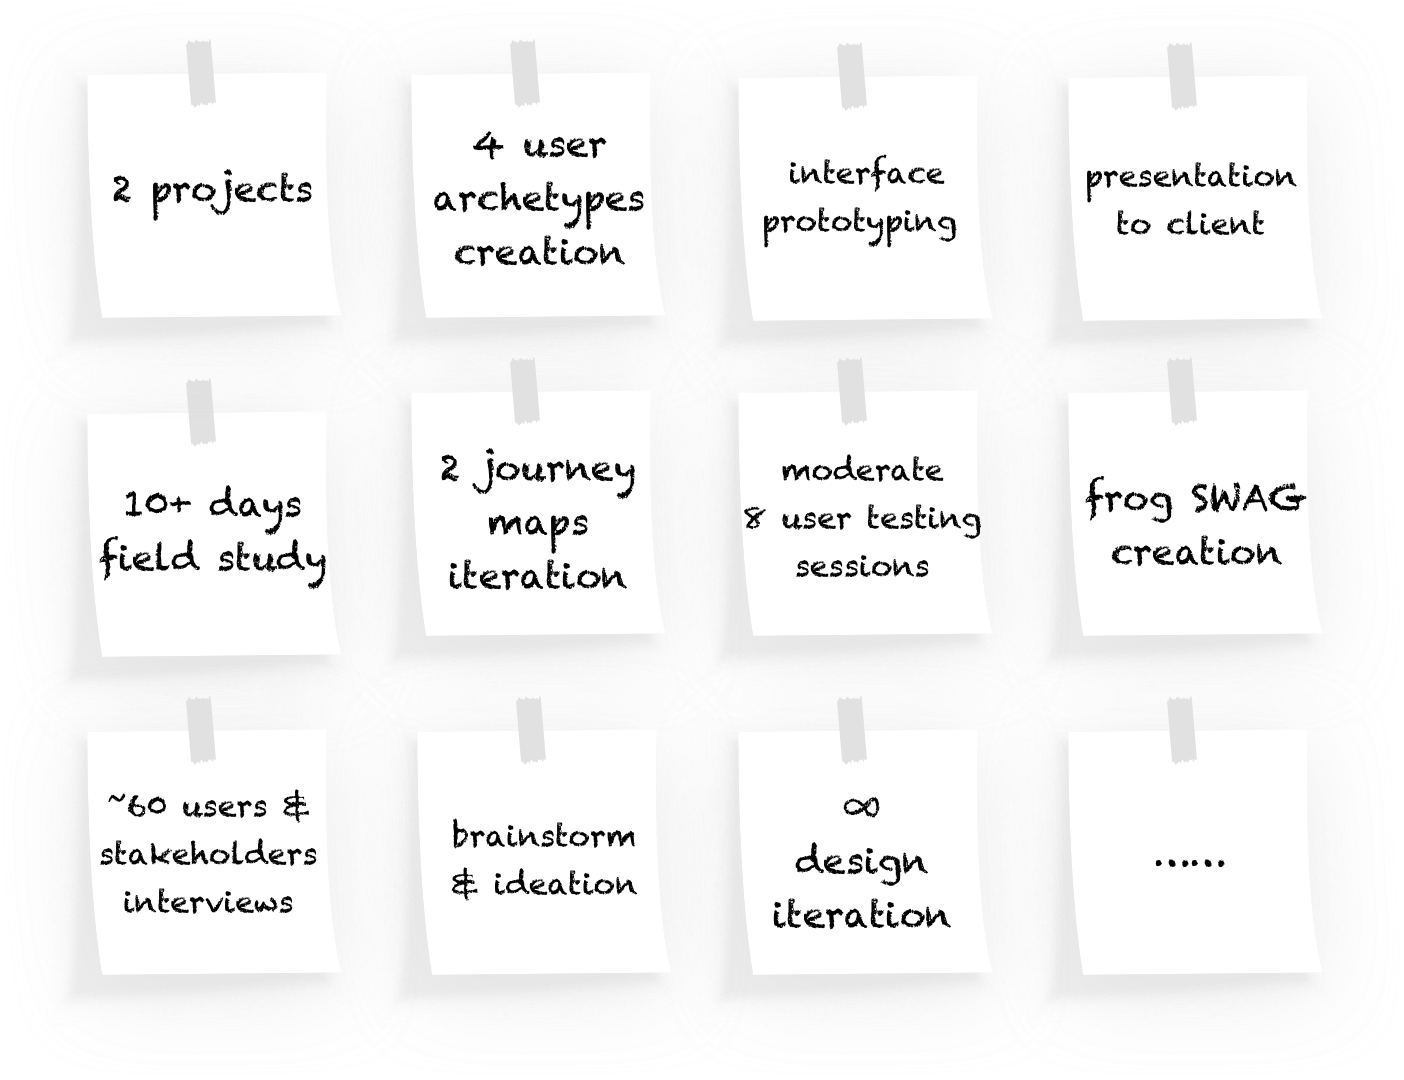 2 projects
4 user
archetypes
creation
interface
prototyping
presentation
to client
10+ days
field study
2 journey
maps
iteration
moderate
8 user testing
sessions
frog SWAG
creation
~60 users &
stakeholders
interviews
brainstorm
& ideation
∞
design
iteration
......